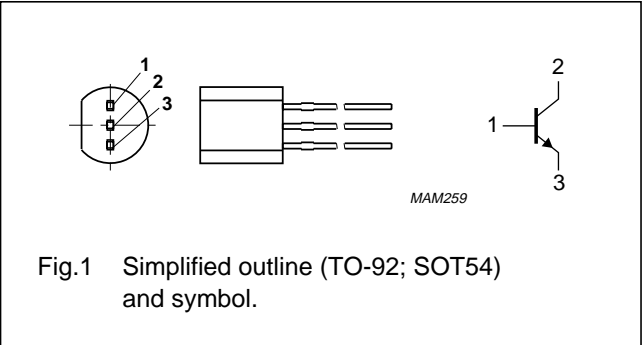 1
2
3
2
1
3
MAM259
Fig.1 Simplified outline (TO-92; SOT54)
and symbol.